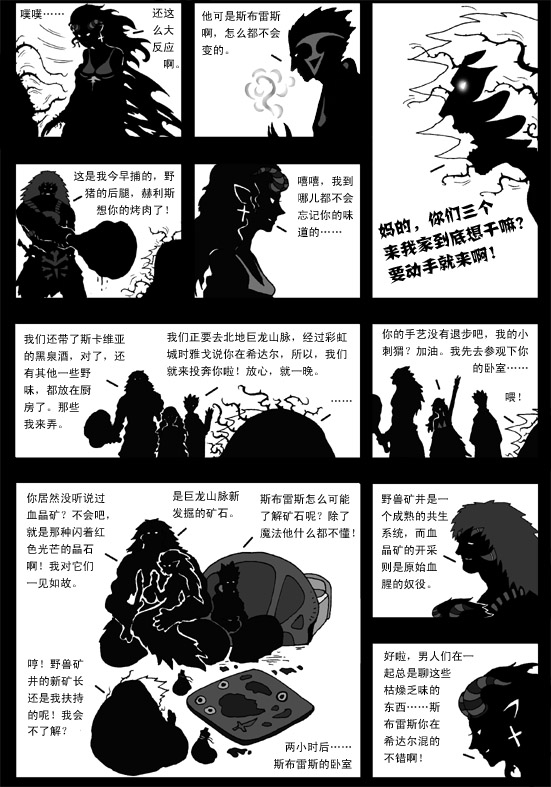 噗噗……
还这
么大
反应
啊。
他可是斯布雷斯
啊，怎么都不会
变的。
妈的，你们三个
来我家到底想干嘛？
要动手就来啊！
这是我今早捕的，野
猪的后腿，赫利斯
想你的烤肉了！
嘻嘻，我到
哪儿都不会
忘记你的味
道的……
我们还带了斯卡维亚
的黑泉酒，对了，还
有其他一些野
味，都放在厨
房了。那些
我来弄。
我们正要去北地巨龙山脉，经过彩虹
城时雅戈说你在希达尔，所以，我们
就来投奔你啦！放心，就一晚。
……
你的手艺没有退步吧，我的小
刺猬？加油。我先去参观下你
的卧室……
喂！
你居然没听说过
血晶矿？不会吧，
就是那种闪着红
色光芒的晶石
啊！我对它们
一见如故。
是巨龙山脉新
发掘的矿石。
斯布雷斯怎么可能
了解矿石呢？除了
魔法他什么都不懂！
哼！野兽矿
井的新矿长
还是我扶持
的呢！我会
不了解？
两小时后……
斯布雷斯的卧室
野兽矿井是一
个成熟的共生
系统，而血
晶矿的开采
则是原始血
腥的奴役。
好啦，男人们在一
起总是聊这些
枯燥乏味的
东西……斯
布雷斯你在
希达尔混的
不错啊！